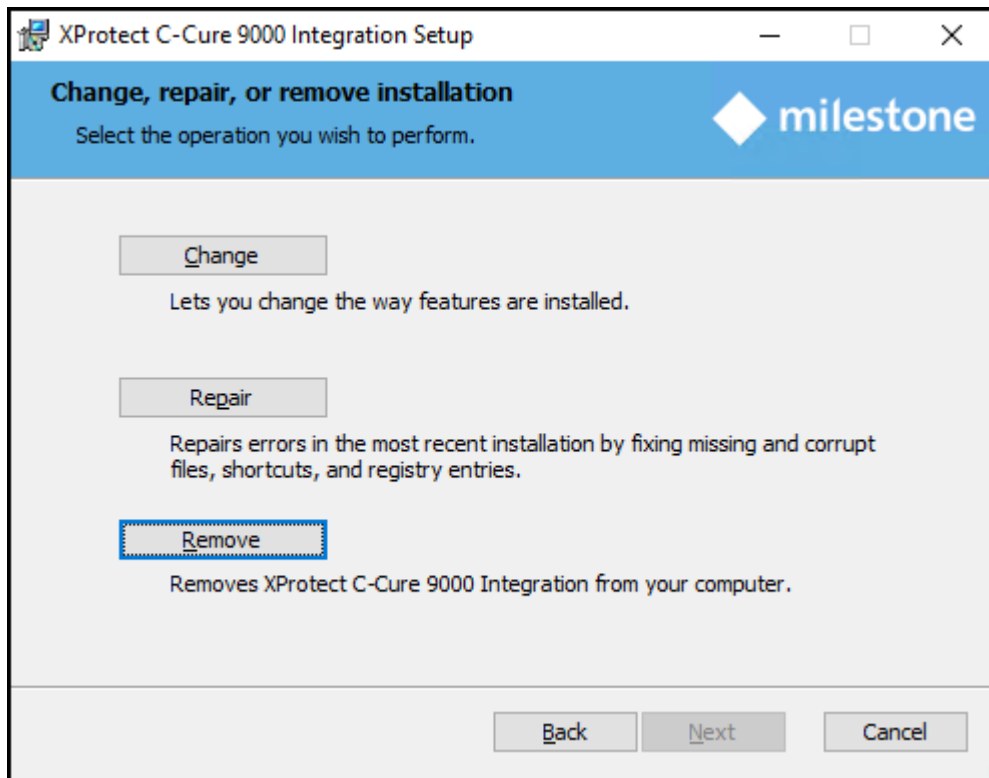 XProtect C-Cure 9000 Integration Setup
Change, repair, or remove installation
Select the operation you wish to perform.
milestone
Change
Lets you change the way features are installed.
Repair
Repairs errors in the most recent installation by fixing missing and corrupt
files, shortcuts, and registry entries.
Remove
Removes XProtect C-Cure 9000 Integration from your computer.
Back
Next
Cancel